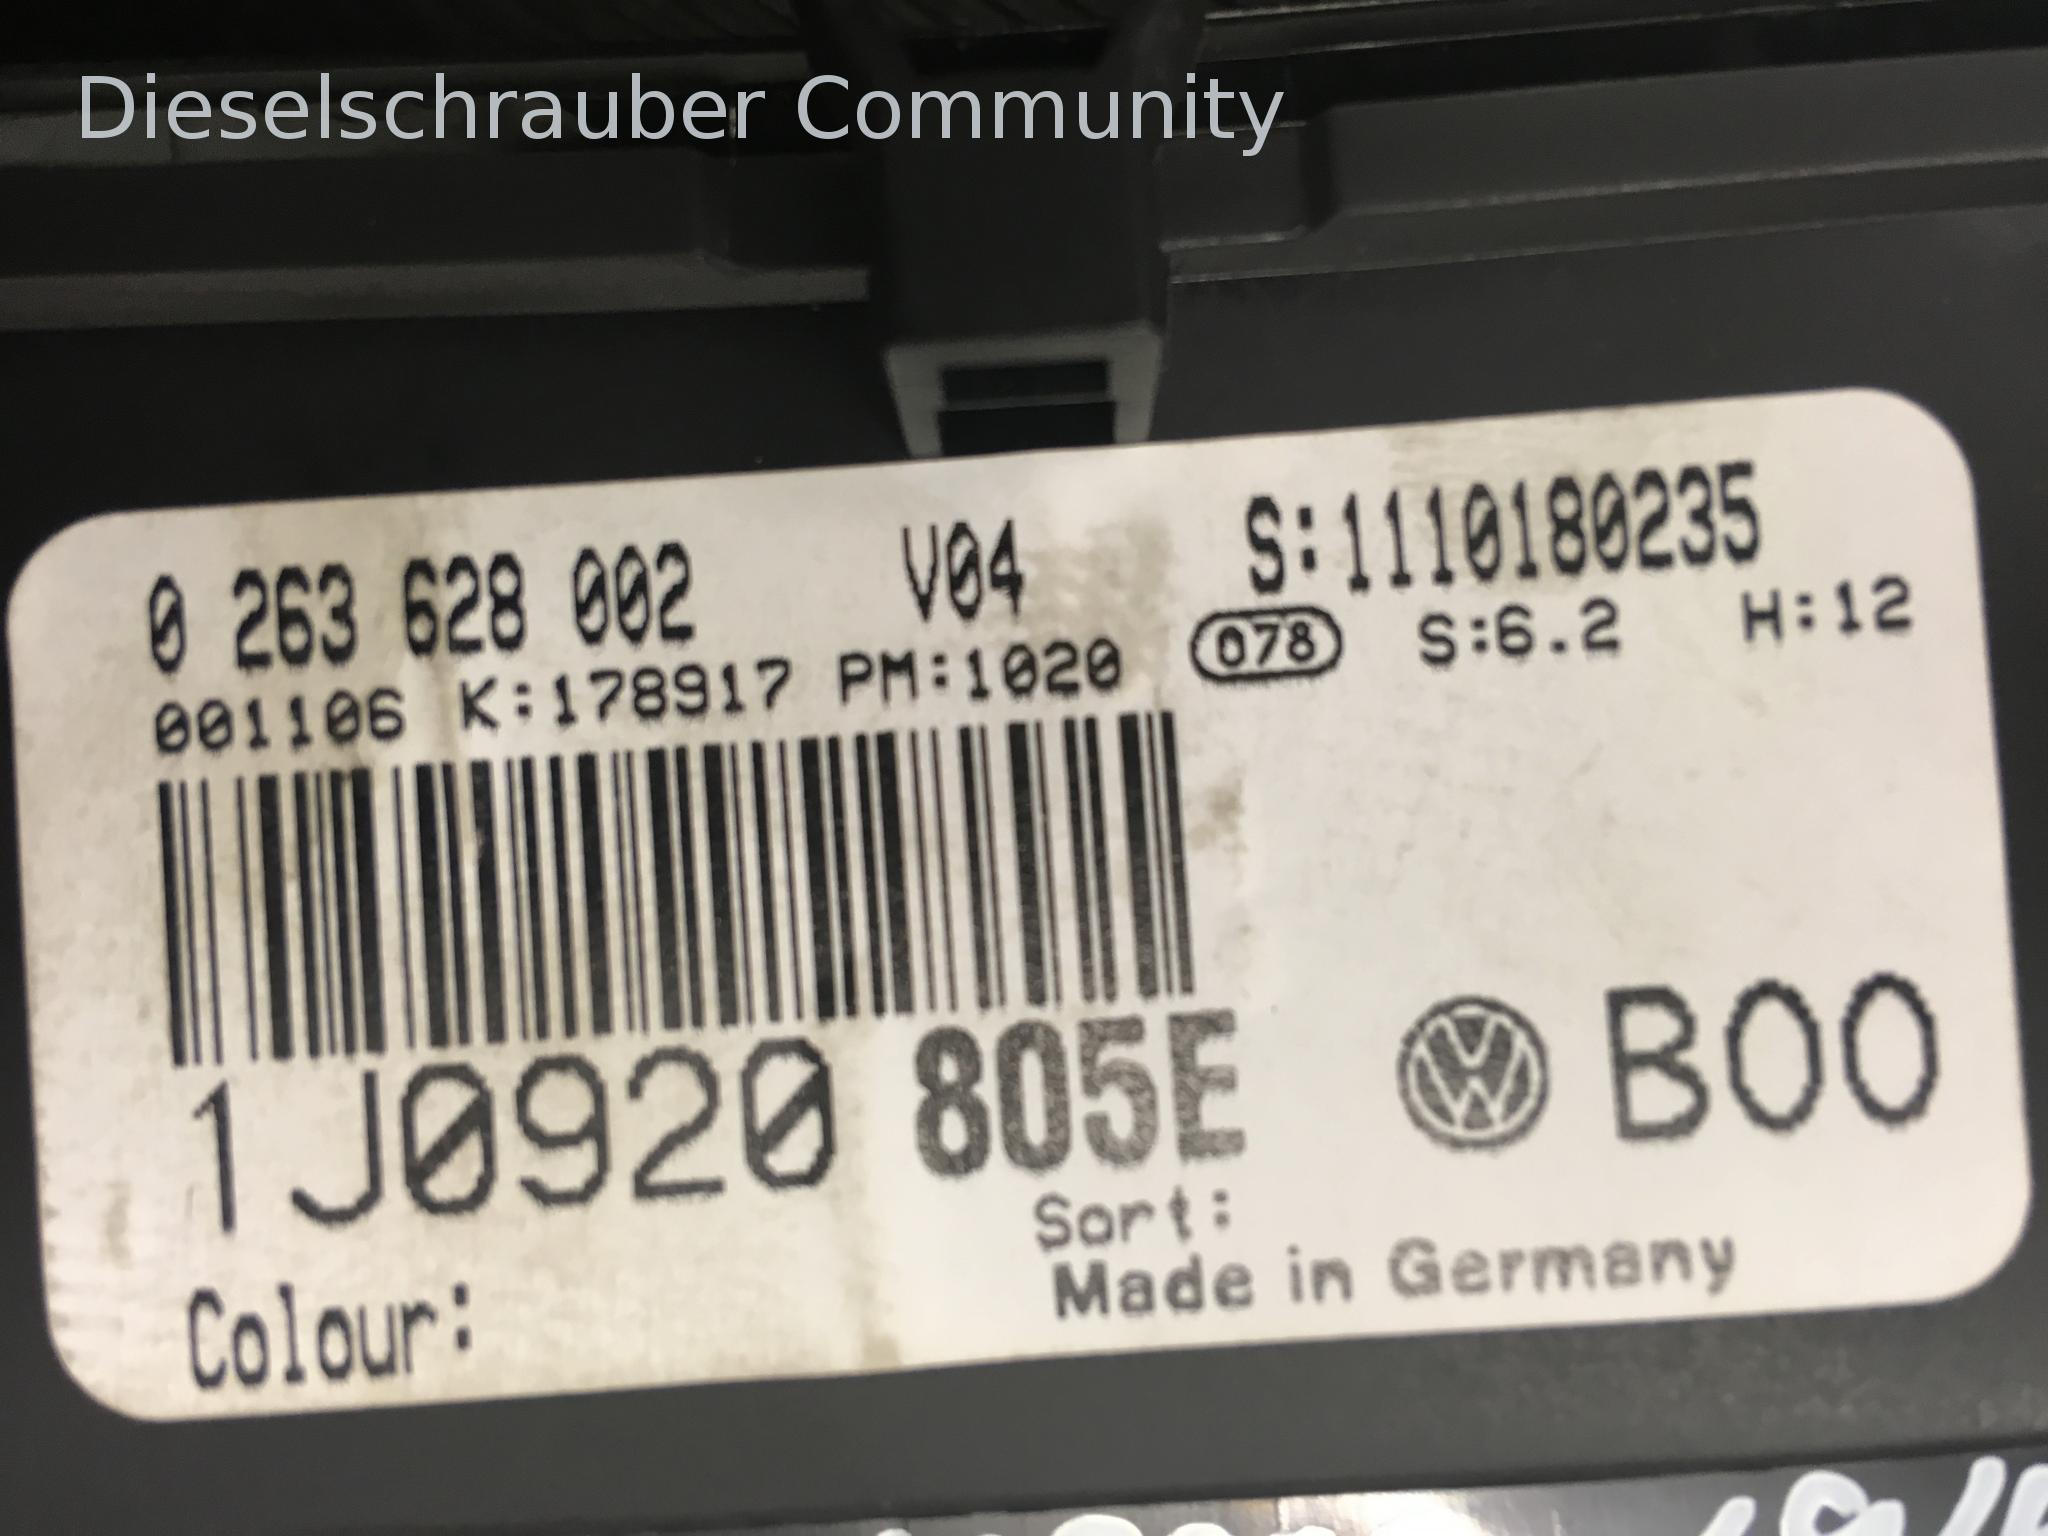 Dieselschrauber Community
0 263 628 002 V04 S:1110180235
001106 K:178917 PM:1020 078 S:6.2 H:12
1J0920 805E VW B00
Sort:
Made in Germany
Colour: